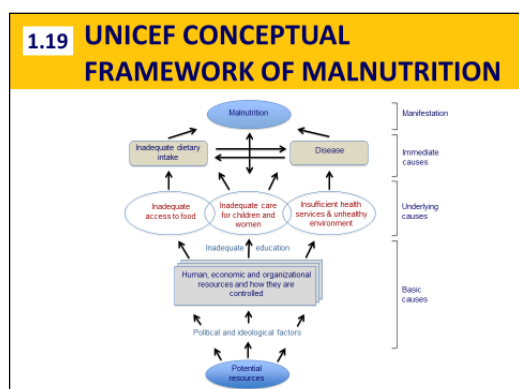 1.19 UNICEF CONCEPTUAL
FRAMEWORK OF MALNUTRITION
Malnutrition
Manifestation
Inadequate dietary
intake
Disease
Immediate
causes
Inadequate
access to food
Inadequate care
for children and
women
Insufficient health
services & unhealthy
environment
Underlying
causes
Inadequate education
Human, economic and organizational
resources and how they are
controlled
Basic
causes
Political and ideological factors
Potential
resources